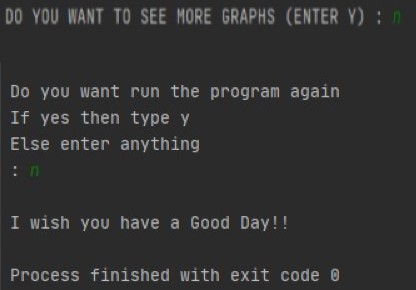 DO YOU WANT TO SEE MORE GRAPHS (ENTER Y) : n
Do you want run the program again
If yes then type y
Else enter anything
: n
I wish you have a Good Day!!
Process finished with exit code 0